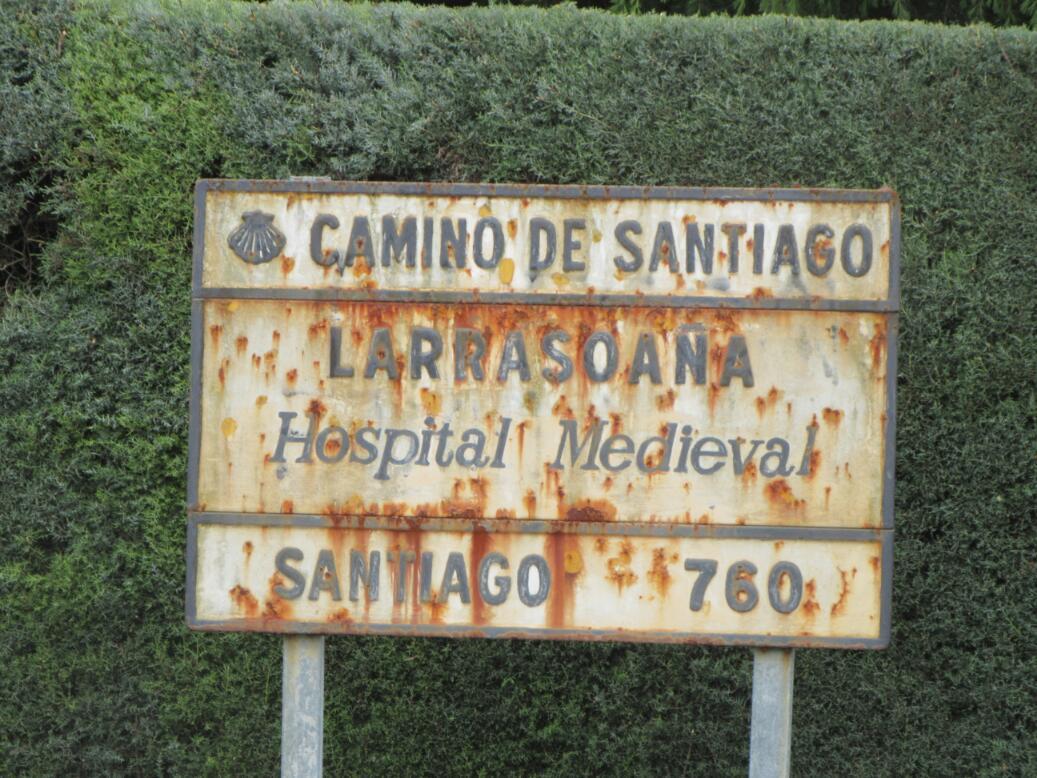 CAMINO DE SANTIAGO
LARRASOAÑA
Hospital Medieval
SANTIAGO 760